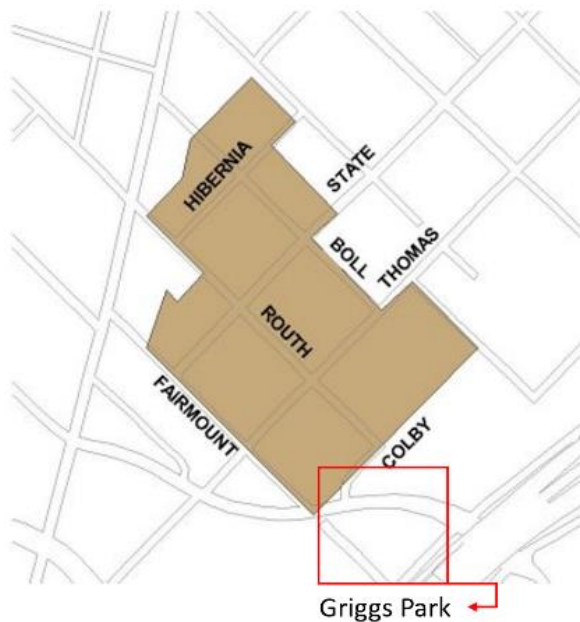 HIBERNIA
STATE
BOLL
THOMAS
ROUTH
FAIRMOUNT
COLBY
Griggs Park